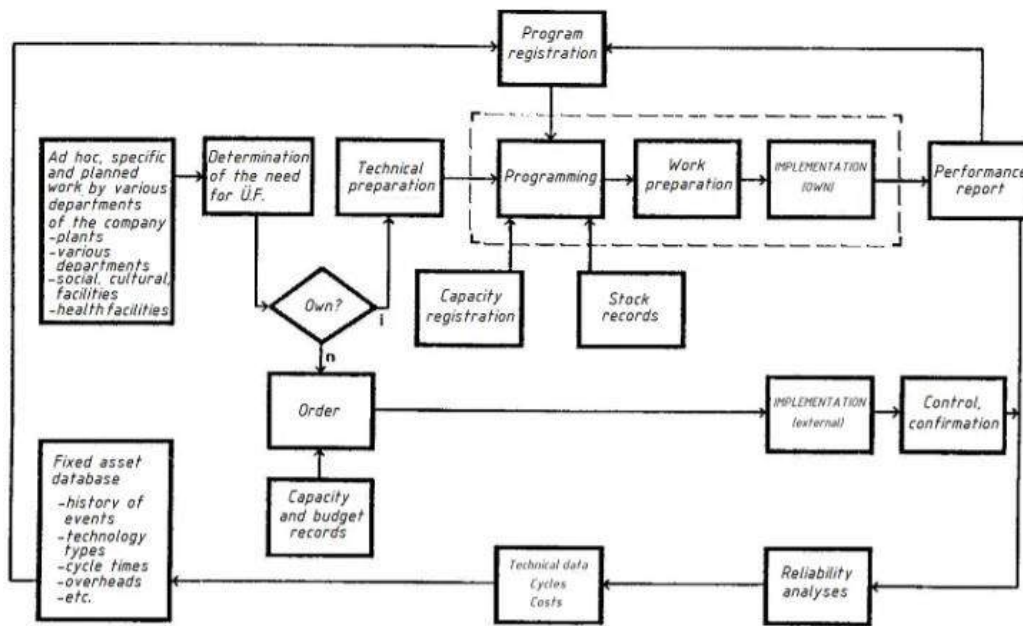 Program
registration
Ad hoc, specific
and planned
work by various
departments
of the company
-plants
-various
departments
-social, cultural,
facilities
-health facilities
Determination
of the need
for Ü.F.
Technical
preparation
Programming
Work
preparation
IMPLEMENTATION
(OWN)
Performance
report
Own?
i
n
Capacity
registration
Stock
records
Order
IMPLEMENTATION
(external)
Control,
confirmation
Capacity
and budget
records
Fixed asset
database
-history of
events
-technology
types
-cycle times
-overheads
-etc.
Technical data
Cycles
Costs
Reliability
analyses